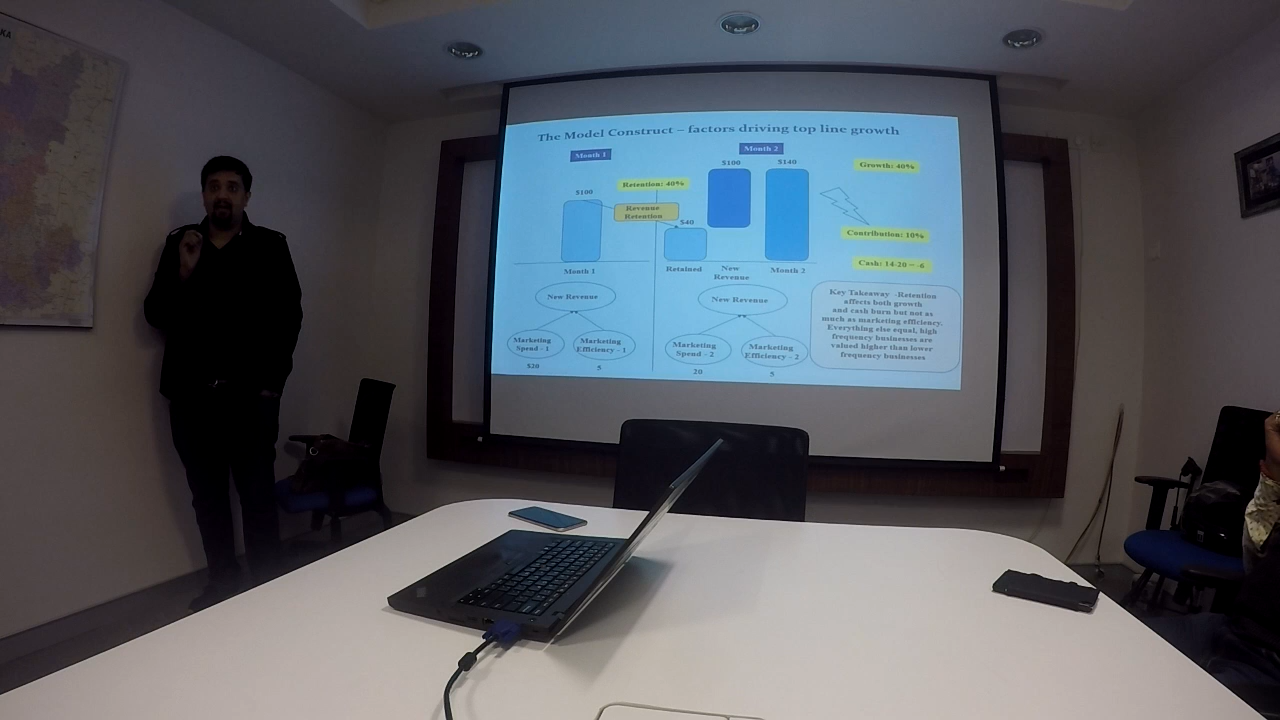 KA
The Model Construct – factors driving top line growth
Month 1
Month 2
$100
$140
Growth: 40%
Retention: 40%
$100
Revenue
Retention
$40
Contribution: 10%
Cash: 14-20 = -6
Month 1
Retained
New
Revenue
Month 2
New Revenue
New Revenue
Marketing
Spend - 1
Marketing
Efficiency - 1
Marketing
Spend - 2
Marketing
Efficiency - 2
$20
5
20
5
Key Takeaway -Retention
affects both growth
and cash burn but not as
much as marketing efficiency.
Everything else equal, high
frequency businesses are
valued higher than lower
frequency businesses